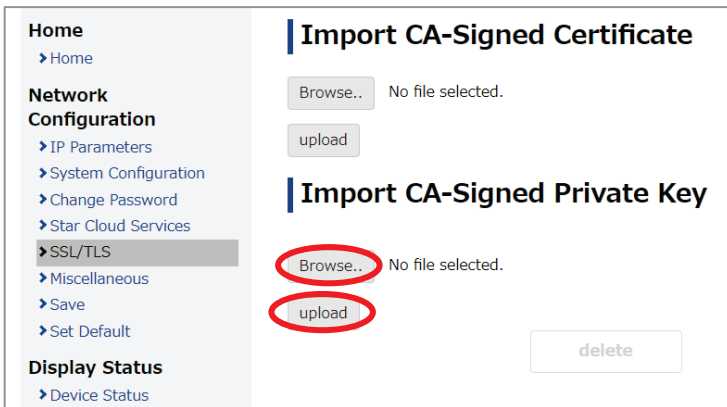 Home
Home
Network
Configuration
IP Parameters
System Configuration
Change Password
Star Cloud Services
SSL/TLS
Miscellaneous
Save
Set Default
Display Status
Device Status
Import CA-Signed Certificate
Browse.. No file selected.
upload
Import CA-Signed Private Key
Browse.. No file selected.
upload
delete